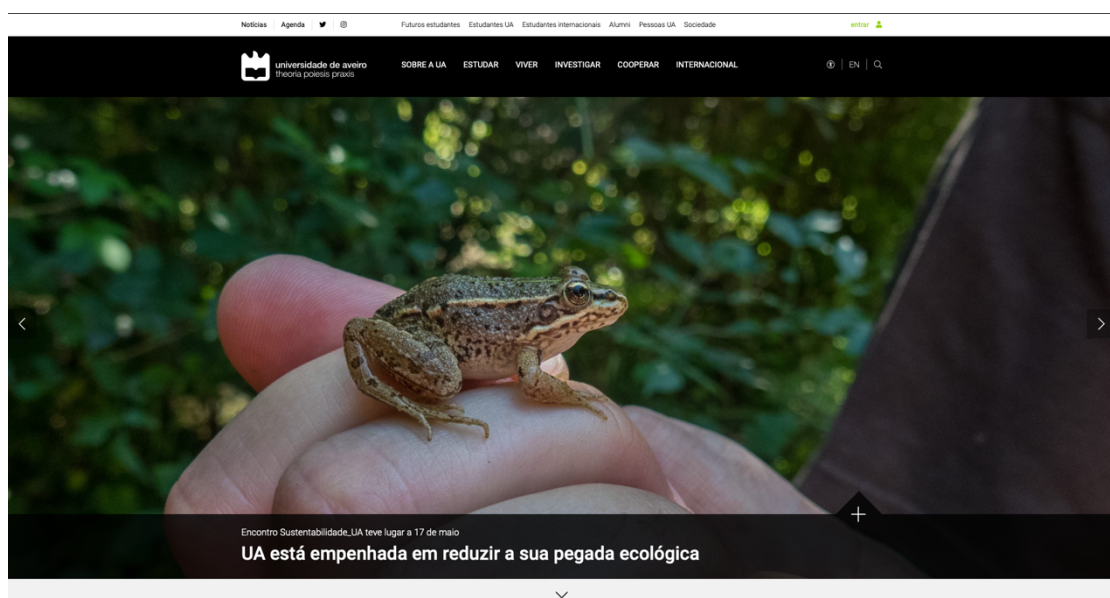 Notícias Agenda Futuros estudantes Estudantes UA Estudantes internacionais Alumni Pessoas UA Sociedade entrar
universidade de aveiro
theoria poiesis praxis
SOBRE A UA ESTUDAR VIVER INVESTIGAR COOPERAR INTERNACIONAL EN
Encontro Sustentabilidade_UA teve lugar a 17 de maio
UA está empenhada em reduzir a sua pegada ecológica